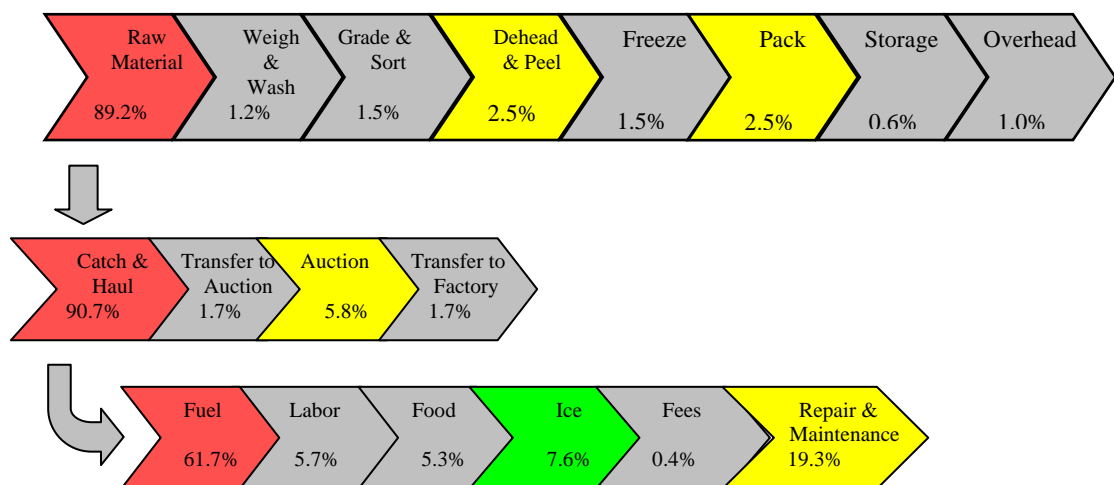 Raw
Material
89.2%
Weigh
&
Wash
1.2%
Grade &
Sort
1.5%
Dehead
& Peel
2.5%
Freeze
1.5%
Pack
2.5%
Storage
0.6%
Overhead
1.0%
Catch &
Haul
90.7%
Transfer to
Auction
1.7%
Auction
5.8%
Transfer to
Factory
1.7%
Fuel
61.7%
Labor
5.7%
Food
5.3%
Ice
7.6%
Fees
0.4%
Repair &
Maintenance
19.3%